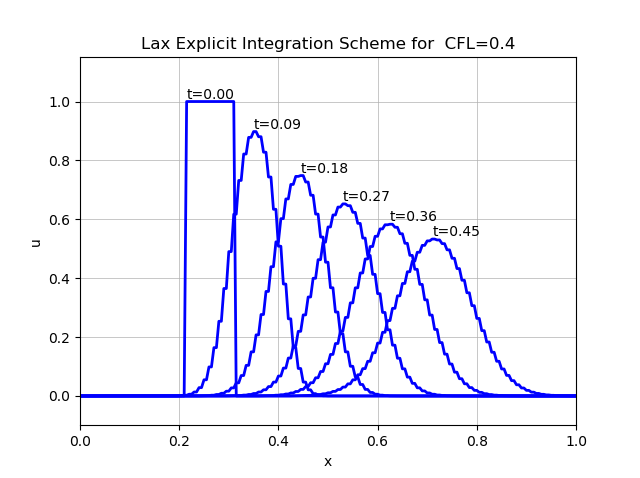 Lax Explicit Integration Scheme for  CFL=0.4
u
1.0
0.8
0.6
0.4
0.2
0.0
t=0.00
t=0.09
t=0.18
t=0.27
t=0.36
t=0.45
0.0
0.2
0.4
0.6
0.8
1.0
x